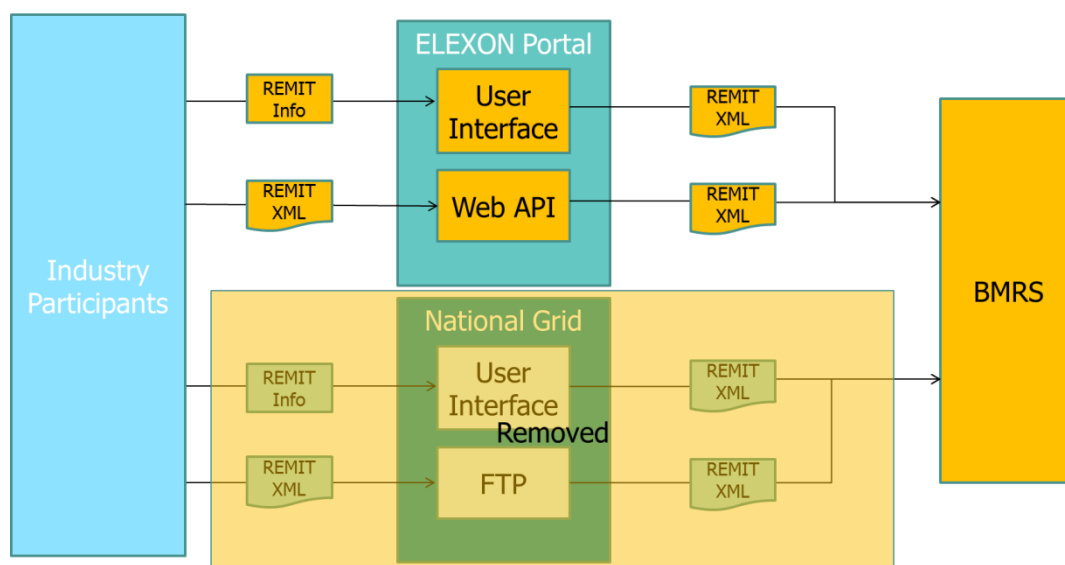 ELEXON Portal
REMIT
Info
User
Interface
REMIT
XML
REMIT
XML
Web API
REMIT
XML
Industry
Participants
BMRS
National Grid
REMIT
Info
User
Interface
REMIT
XML
Removed
REMIT
XML
FTP
REMIT
XML